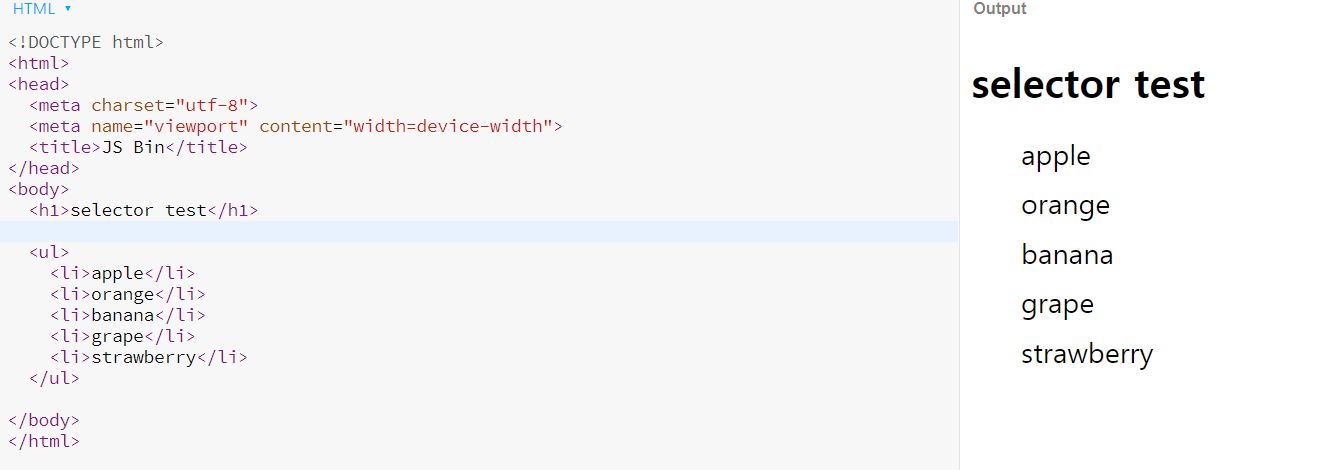 HTML ▾
<!DOCTYPE html>
<html>
<head>
  <meta charset="utf-8">
  <meta name="viewport" content="width=device-width">
  <title>JS Bin</title>
</head>
<body>
  <h1>selector test</h1>
  <ul>
    <li>apple</li>
    <li>orange</li>
    <li>banana</li>
    <li>grape</li>
    <li>strawberry</li>
  </ul>
</body>
</html>
Output
selector test
apple
orange
banana
grape
strawberry